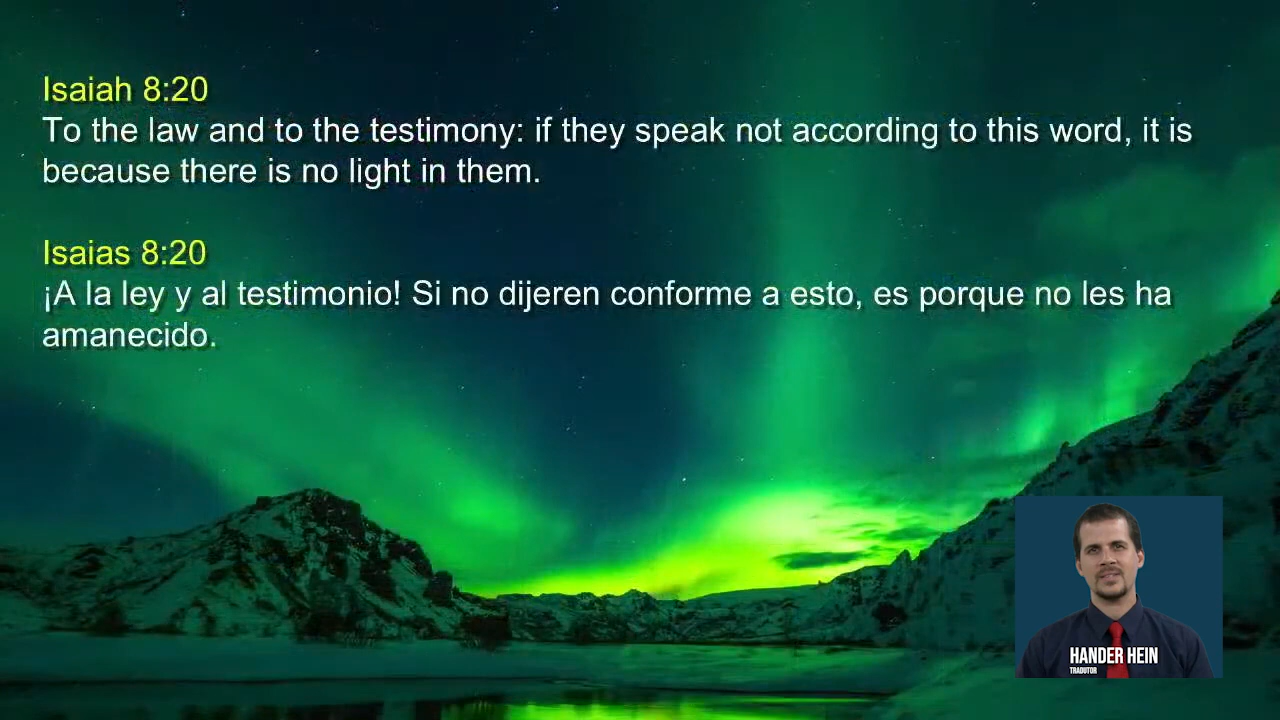 Isaiah 8:20
To the law and to the testimony: if they speak not according to this word, it is
because there is no light in them.
Isaias 8:20
¡A la ley y al testimonio! Si no dijeren conforme a esto, es porque no les ha
amanecido.
HANDER HEIN
TRADUTOR